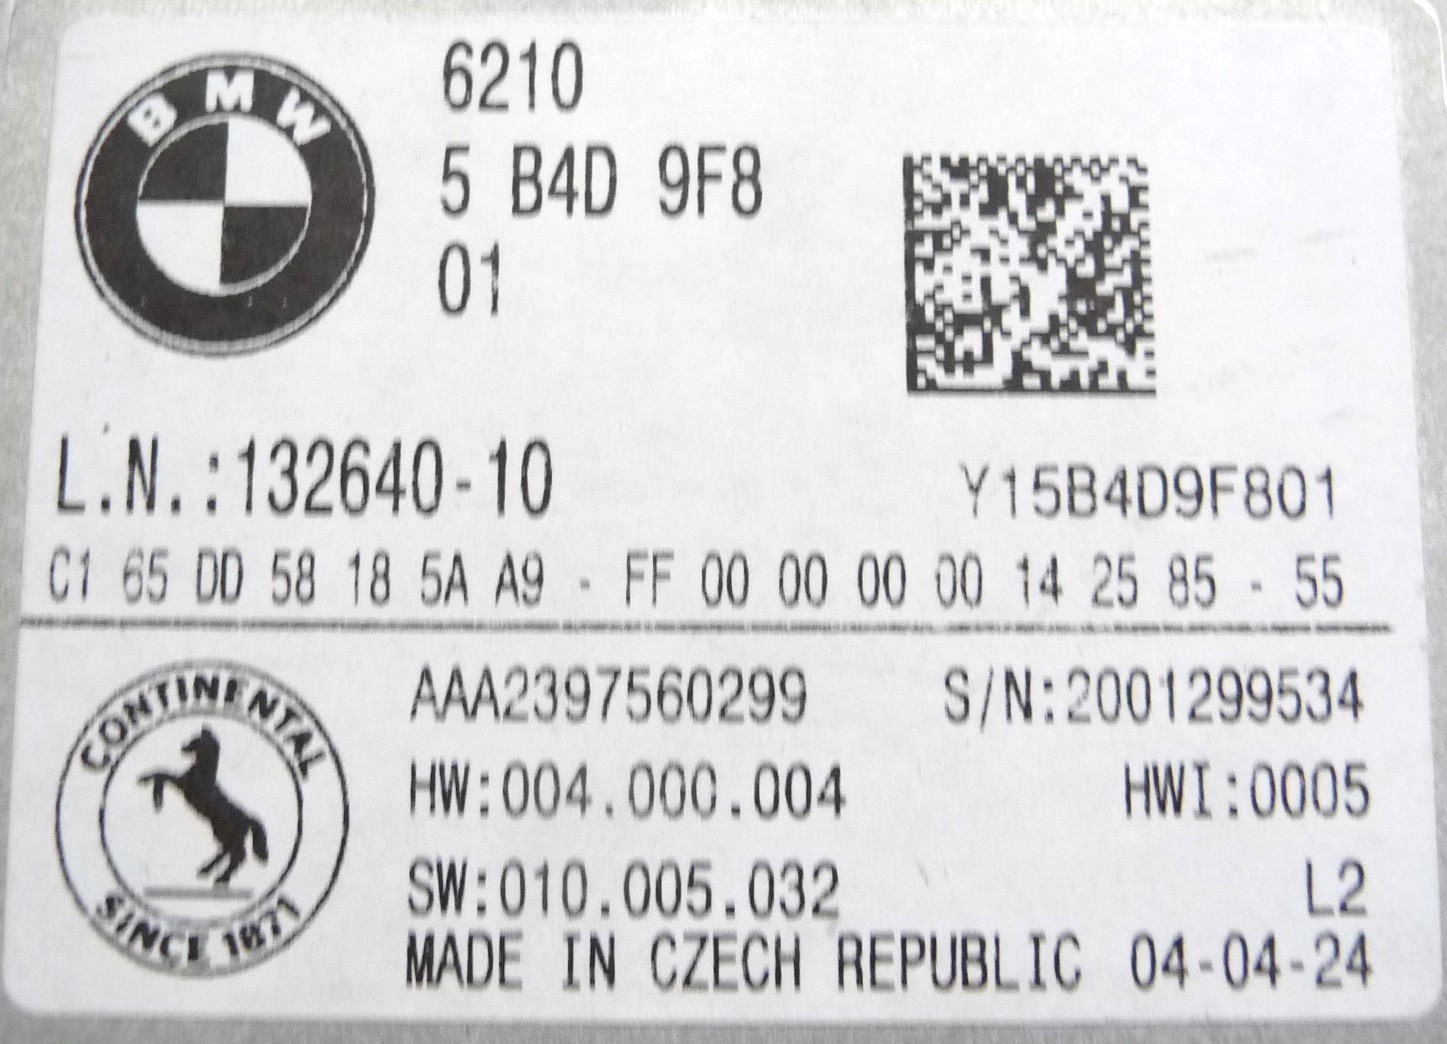 BMW
6210
5 B4D 9F8
01
L.N.:132640-10
Y15B4D9F801
C1 65 DD 58 18 5A A9 - FF 00 00 00 00 14 25 85 - 55
CONTINENTAL
SINCE 1871
AAA2397560299 S/N:2001299534
HW:004.000.004 HWI:0005
SW:010.005.032 L2
MADE IN CZECH REPUBLIC 04-04-24